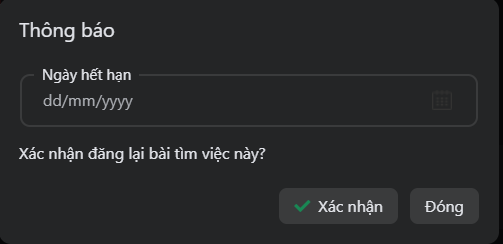 Thông báo
Ngày hết hạn
dd/mm/yyyy
Xác nhận đăng lại bài tìm việc này?
Xác nhận Đóng